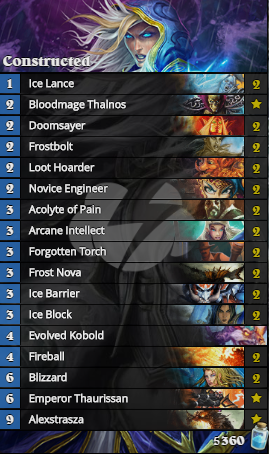 Constructed
1 Ice Lance 2
2 Bloodmage Thalnos
2 Doomsayer 2
2 Frostbolt 2
2 Loot Hoarder 2
2 Novice Engineer 2
3 Acolyte of Pain 2
3 Arcane Intellect 2
3 Forgotten Torch 2
3 Frost Nova 2
3 Ice Barrier 2
3 Ice Block 2
4 Evolved Kobold
4 Fireball 2
6 Blizzard 2
6 Emperor Thaurissan
9 Alexstrasza
5360